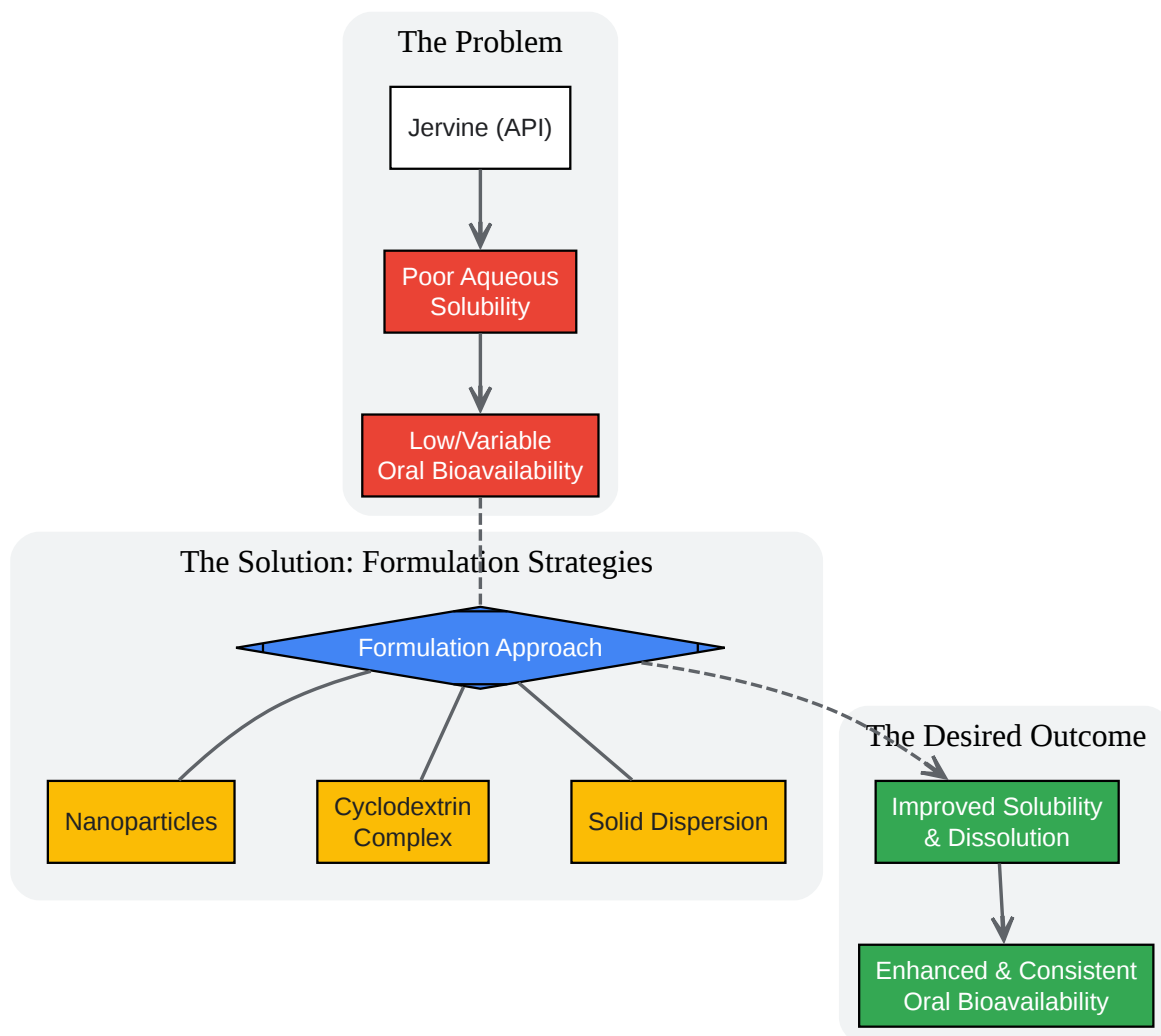 The Problem
Jervine (API)
Poor Aqueous
Solubility
Low/Variable
Oral Bioavailability
The Solution: Formulation Strategies
Formulation Approach
Nanoparticles
Cyclodextrin
Complex
Solid Dispersion
The Desired Outcome
Improved Solubility
& Dissolution
Enhanced & Consistent
Oral Bioavailability